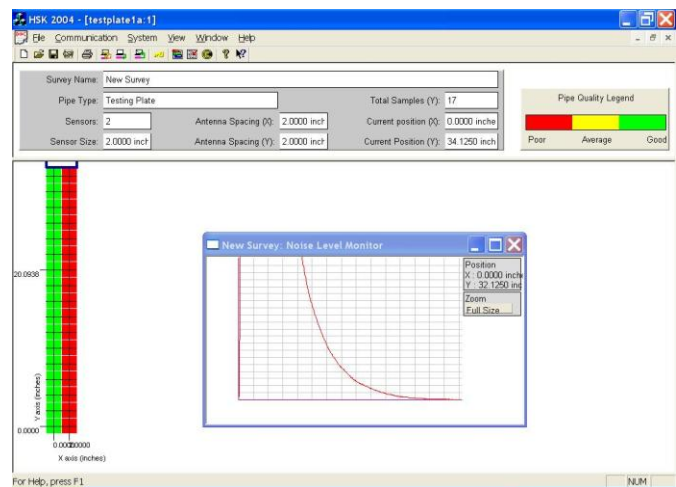 HSK 2004 - [testplate1a:1]
File Communication System View Window Help
Survey Name: New Survey
Pipe Type: Testing Plate
Total Samples (Y): 17
Sensors: 2
Antenna Spacing (X): 2.0000 inch
Current position (X): 0.0000 inche
Sensor Size: 2.0000 inch
Antenna Spacing (Y): 2.0000 inch
Current Position (Y): 34.1250 inch
Pipe Quality Legend
Poor Average Good
New Survey: Noise Level Monitor
Position
X : 0.0000 inche
Y : 32.1250 inc
Zoom
Full Size
20.0938
Y axis (inches)
0.0000
X axis (inches)
For Help, press F1
NUM